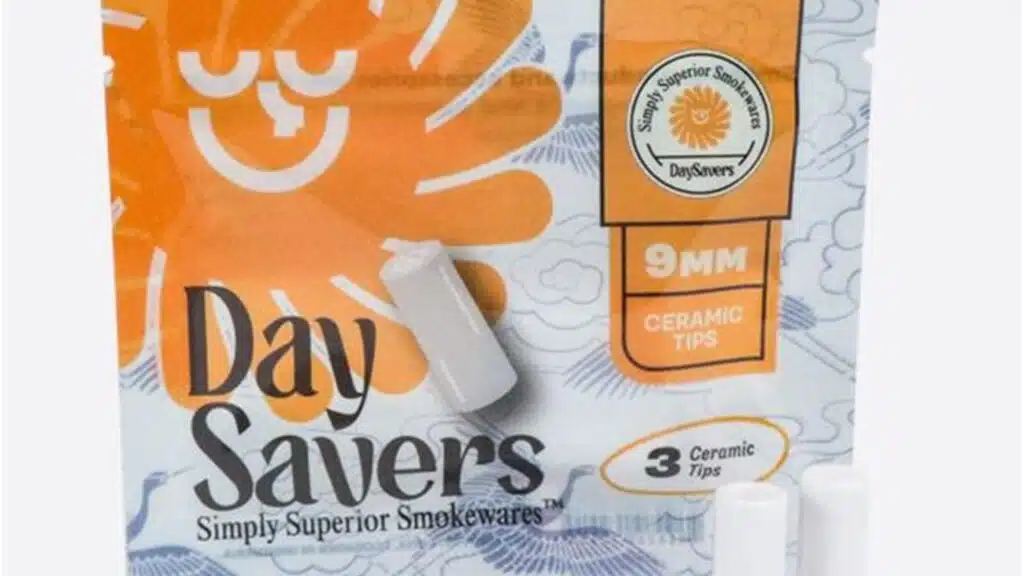 Simply Superior Smokewares
DaySavers
9MM
CERAMIC
TIPS
Day
Savers
Simply Superior Smokewares™
3 Ceramic
Tips